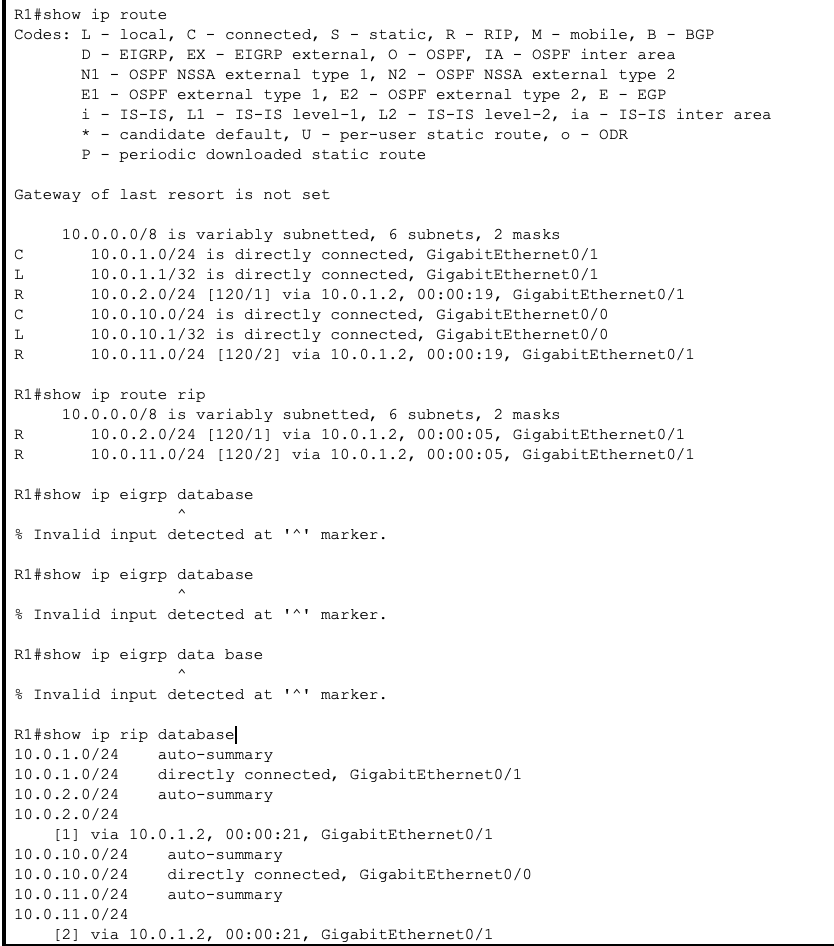 R1#show ip route
Codes: L - local, C - connected, S - static, R - RIP, M - mobile, B - BGP
       D - EIGRP, EX - EIGRP external, O - OSPF, IA - OSPF inter area
       N1 - OSPF NSSA external type 1, N2 - OSPF NSSA external type 2
       E1 - OSPF external type 1, E2 - OSPF external type 2, E - EGP
       i - IS-IS, L1 - IS-IS level-1, L2 - IS-IS level-2, ia - IS-IS inter area
       * - candidate default, U - per-user static route, o - ODR
       P - periodic downloaded static route

Gateway of last resort is not set

     10.0.0.0/8 is variably subnetted, 6 subnets, 2 masks
C       10.0.1.0/24 is directly connected, GigabitEthernet0/1
L       10.0.1.1/32 is directly connected, GigabitEthernet0/1
R       10.0.2.0/24 [120/1] via 10.0.1.2, 00:00:19, GigabitEthernet0/1
C       10.0.10.0/24 is directly connected, GigabitEthernet0/0
L       10.0.10.1/32 is directly connected, GigabitEthernet0/0
R       10.0.11.0/24 [120/2] via 10.0.1.2, 00:00:19, GigabitEthernet0/1

R1#show ip route rip
     10.0.0.0/8 is variably subnetted, 6 subnets, 2 masks
R       10.0.2.0/24 [120/1] via 10.0.1.2, 00:00:05, GigabitEthernet0/1
R       10.0.11.0/24 [120/2] via 10.0.1.2, 00:00:05, GigabitEthernet0/1

R1#show ip eigrp database
                 ^
% Invalid input detected at '^' marker.

R1#show ip eigrp database
                 ^
% Invalid input detected at '^' marker.

R1#show ip eigrp data base
                 ^
% Invalid input detected at '^' marker.

R1#show ip rip database
10.0.1.0/24    auto-summary
10.0.1.0/24    directly connected, GigabitEthernet0/1
10.0.2.0/24    auto-summary
10.0.2.0/24
    [1] via 10.0.1.2, 00:00:21, GigabitEthernet0/1
10.0.10.0/24    auto-summary
10.0.10.0/24    directly connected, GigabitEthernet0/0
10.0.11.0/24    auto-summary
10.0.11.0/24
    [2] via 10.0.1.2, 00:00:21, GigabitEthernet0/1